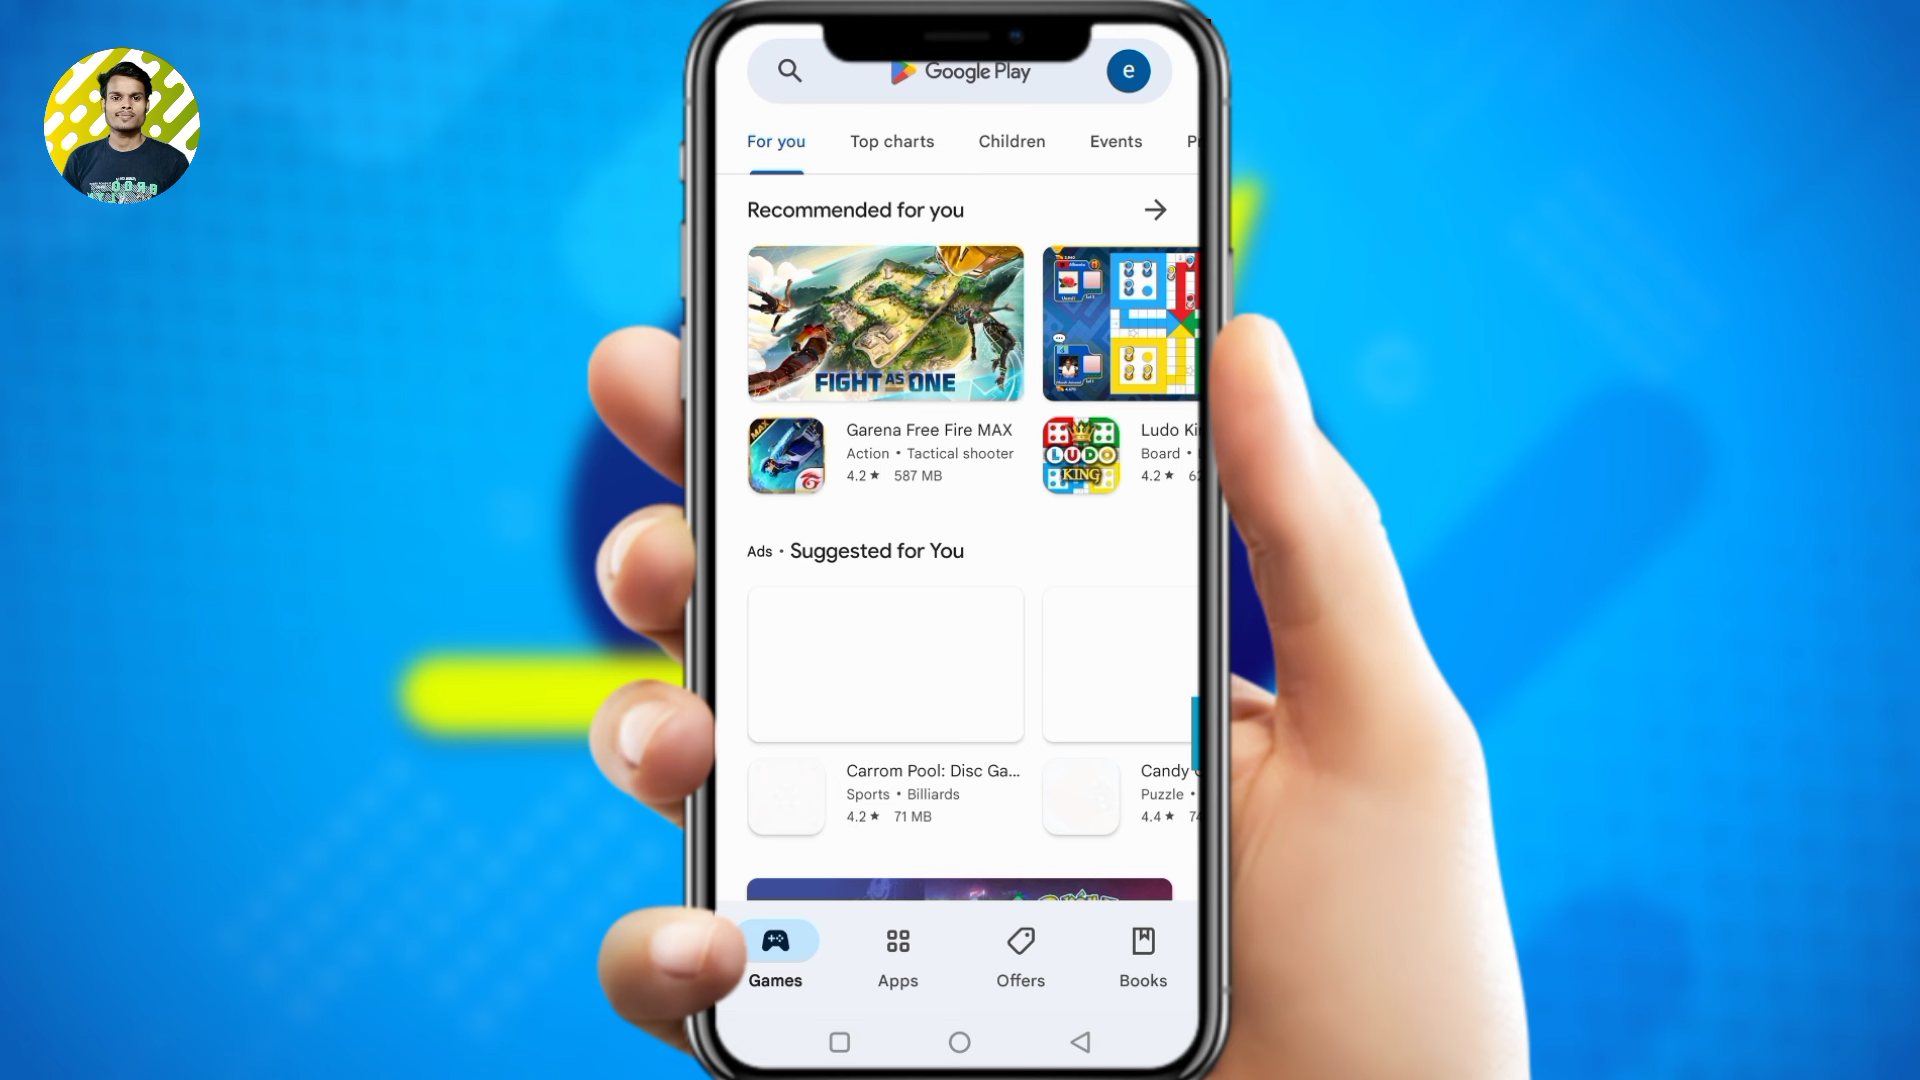 Google Play
e
For you Top charts Children Events
Recommended for you
FIGHT AS ONE
MAX
Garena Free Fire MAX
Action • Tactical shooter
4.2 ★ 587 MB
LUDO
KING
Ludo
Board •
4.2 ★
Ads • Suggested for You
Carrom Pool: Disc Ga...
Sports • Billiards
4.2 ★ 71 MB
Candy
Puzzle •
4.4 ★
Games Apps Offers Books